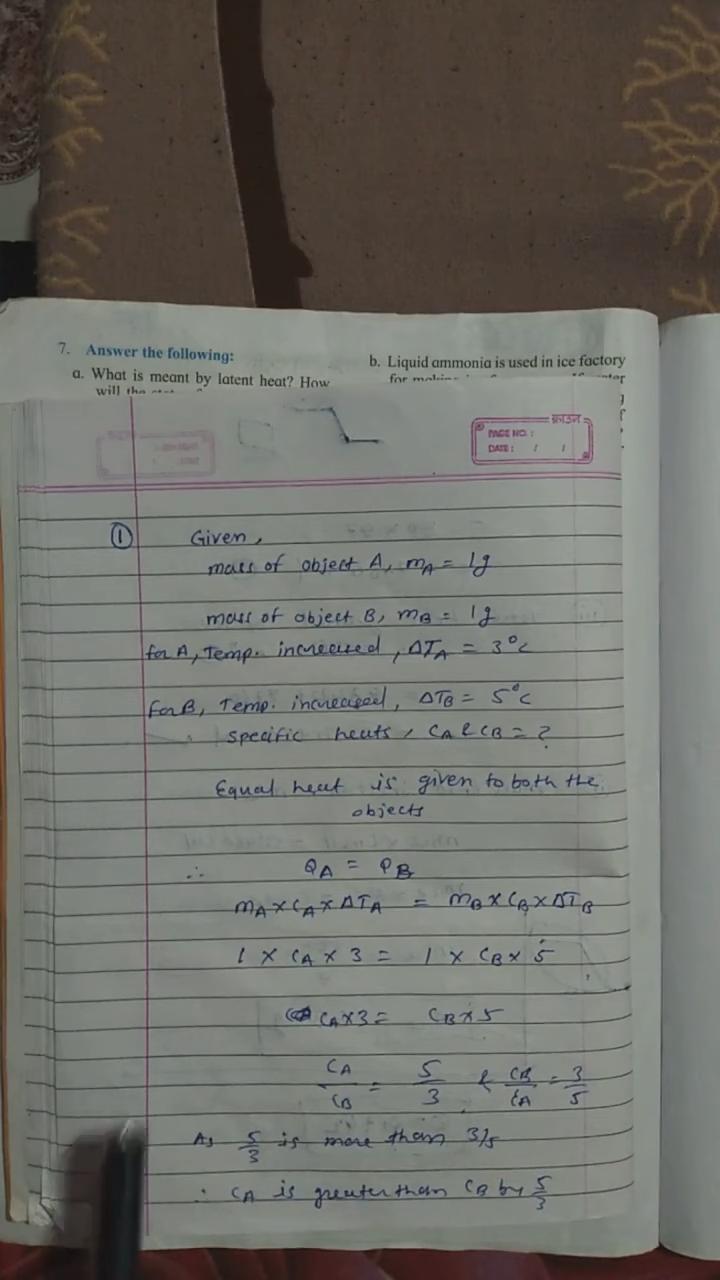 7. Answer the following:
a. What is meant by latent heat? How
will the
b. Liquid ammonia is used in ice factory
for
क्राउन
PAGE NO.:
DATE: / /
① Given,
mass of object A, mA = 1g
mass of object B, mB = 1g
for A, Temp. increased, ΔTA = 3°c
for B, Temp. increased, ΔTB = 5°c
specific heats, CA & CB = ?
Equal heat is given to both the
objects
∴ QA = QB
mA×CA×ΔTA = mB×CB×ΔTB
1 × CA × 3 = 1 × CB × 5
CA×3 = CB×5
CA/CB = 5/3 & CB/CA = 3/5
As 5/3 is more than 3/5
∴ CA is greater than CB by 5/3